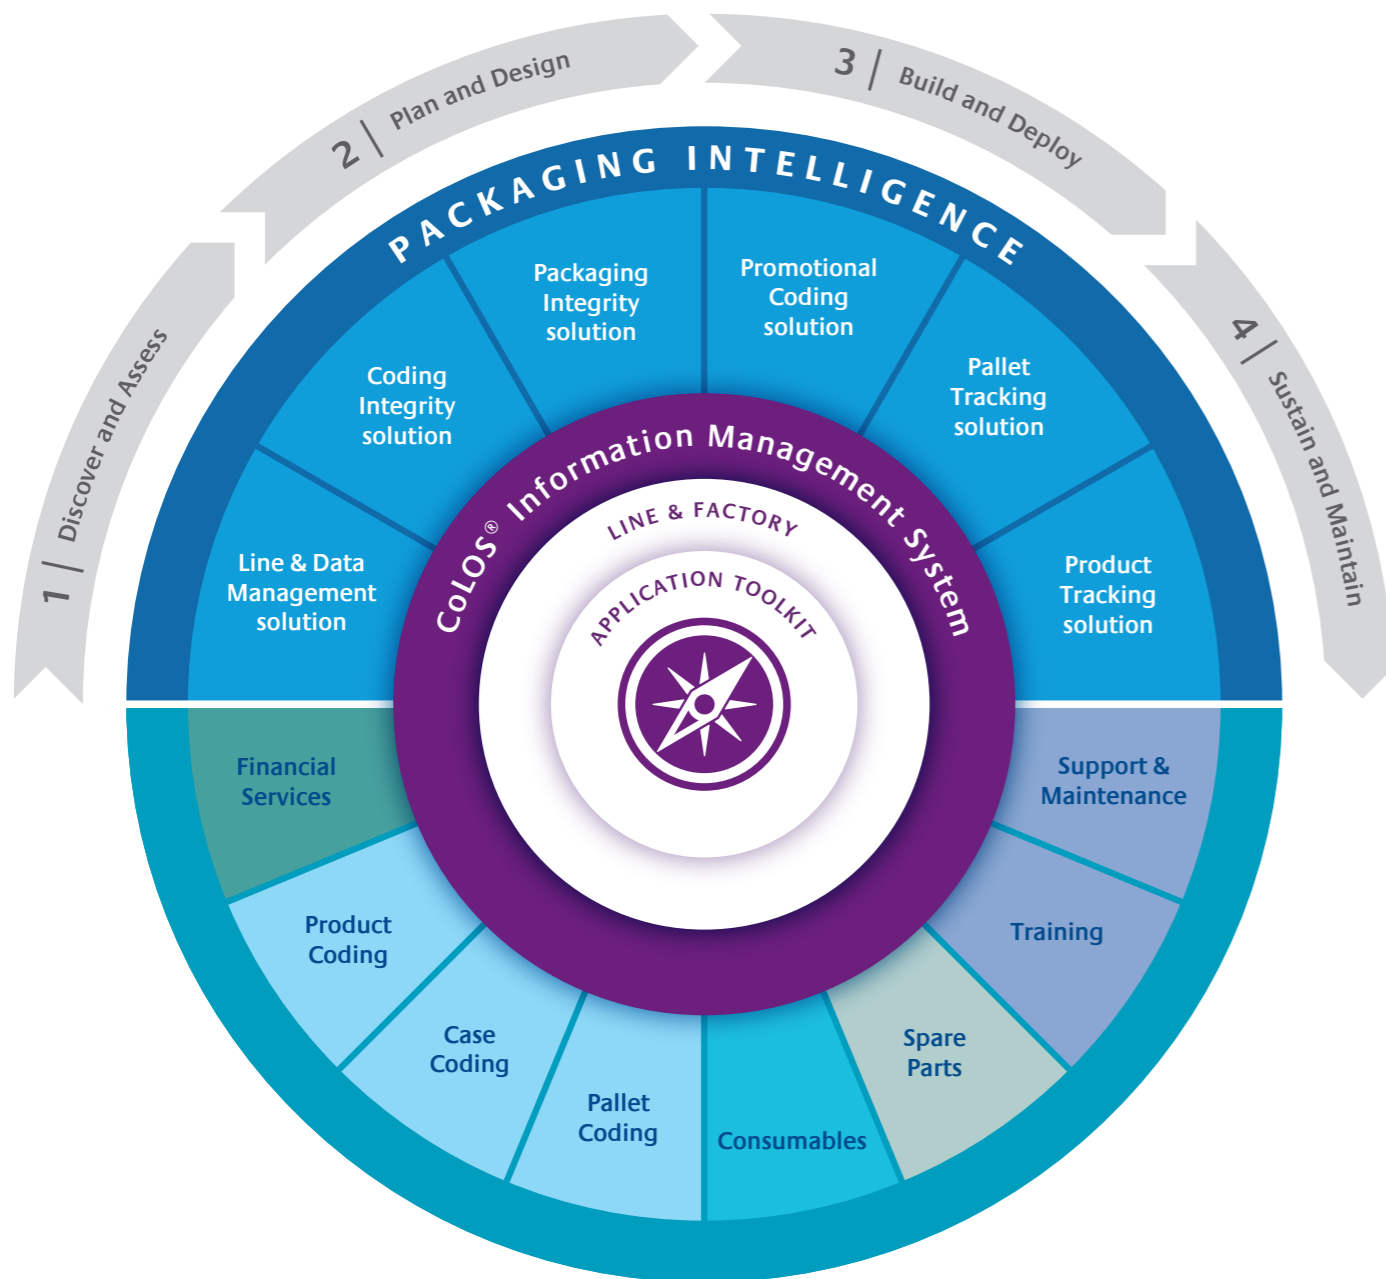 1 | Discover and Assess
2 | Plan and Design
3 | Build and Deploy
4 | Sustain and Maintain
PACKAGING INTELLIGENCE
Line & Data
Management
solution
Coding
Integrity
solution
Packaging
Integrity
solution
Promotional
Coding
solution
Pallet
Tracking
solution
Product
Tracking
solution
CoLOS® Information Management System
LINE & FACTORY
APPLICATION TOOLKIT
Financial
Services
Product
Coding
Case
Coding
Pallet
Coding
Consumables
Spare
Parts
Training
Support &
Maintenance